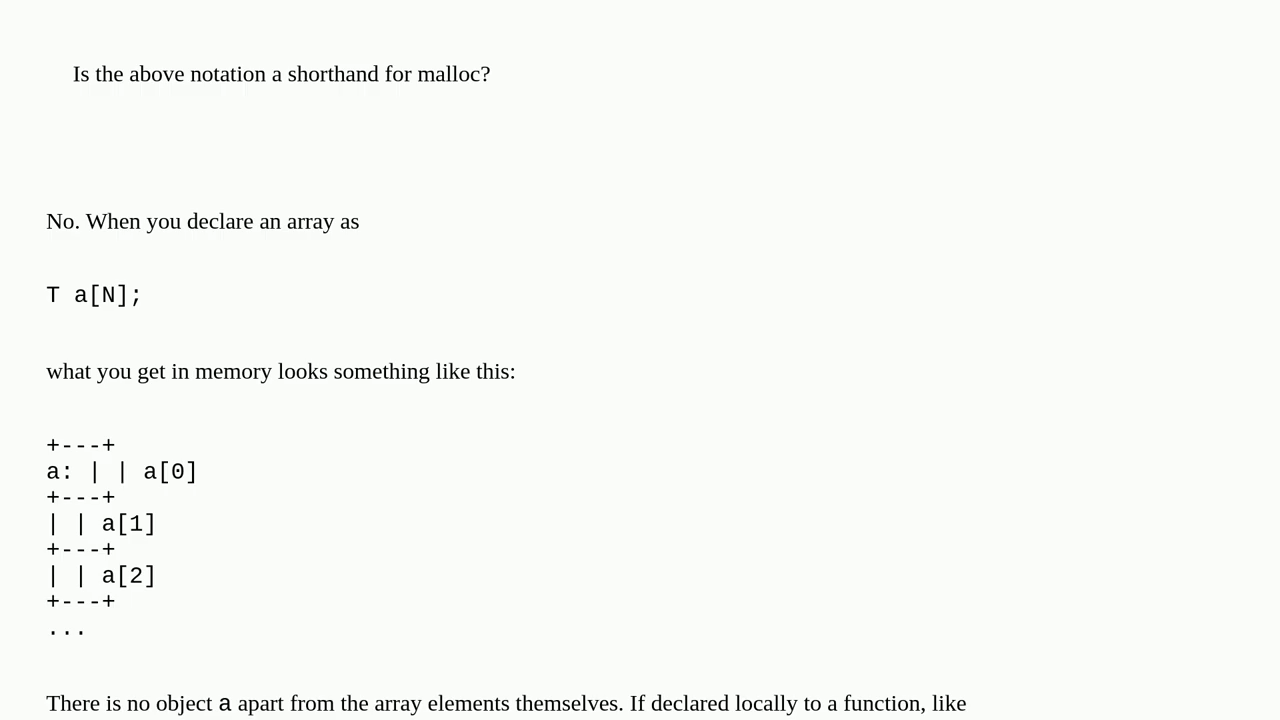 Is the above notation a shorthand for malloc?
No. When you declare an array as
T a[N];
what you get in memory looks something like this:
+---+
a: | | a[0]
+---+
| | a[1]
+---+
| | a[2]
+---+
...
There is no object a apart from the array elements themselves. If declared locally to a function, like